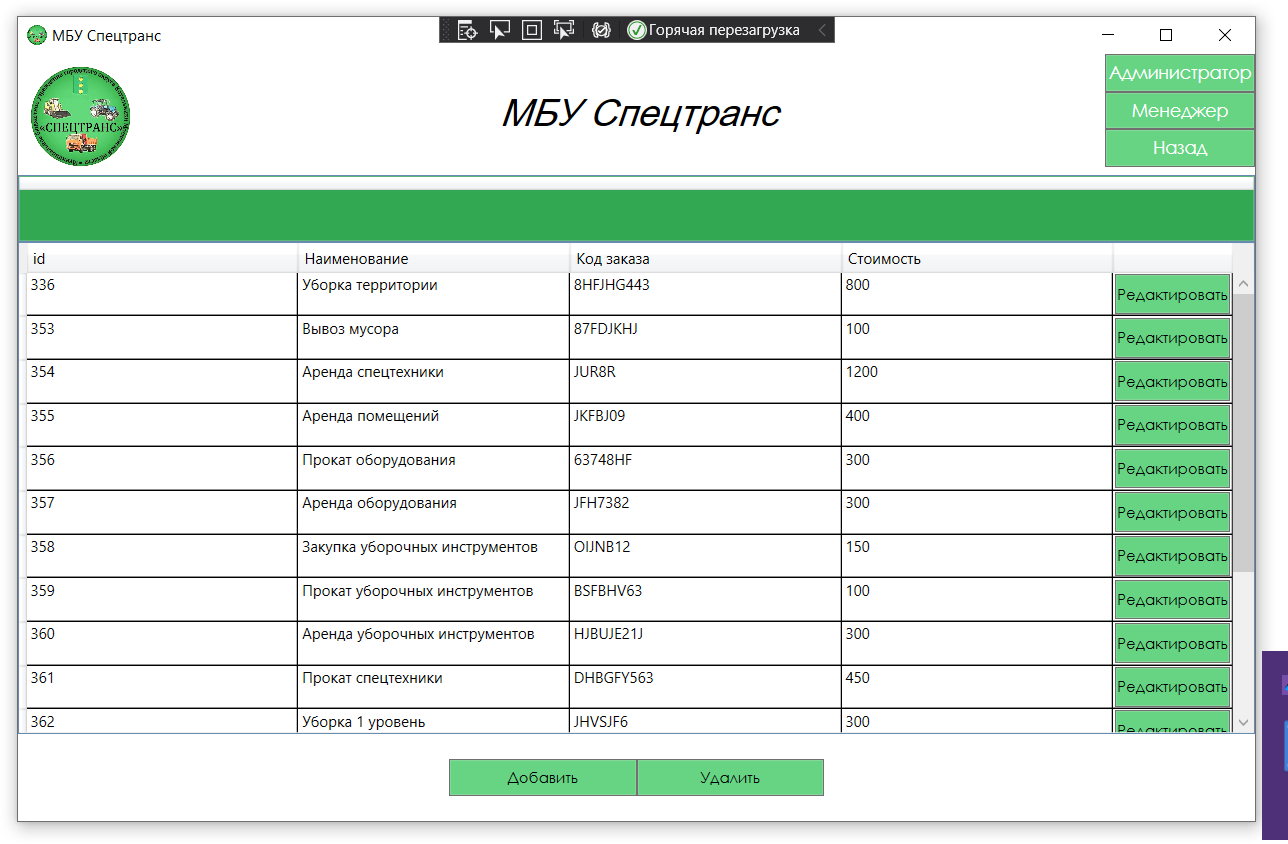 МБУ Спецтранс
Горячая перезагрузка
«СПЕЦТРАНС»
МБУ Спецтранс
Администратор
Менеджер
Назад
id Наименование Код заказа Стоимость
336 Уборка территории 8HFJHG443 800 Редактировать
353 Вывоз мусора 87FDJKHJ 100 Редактировать
354 Аренда спецтехники JUR8R 1200 Редактировать
355 Аренда помещений JKFBJ09 400 Редактировать
356 Прокат оборудования 63748HF 300 Редактировать
357 Аренда оборудования JFH7382 300 Редактировать
358 Закупка уборочных инструментов OIJNB12 150 Редактировать
359 Прокат уборочных инструментов BSFBHV63 100 Редактировать
360 Аренда уборочных инструментов HJBUJE21J 300 Редактировать
361 Прокат спецтехники DHBGFY563 450 Редактировать
362 Уборка 1 уровень JHVSJF6 300 Редактировать
Добавить Удалить